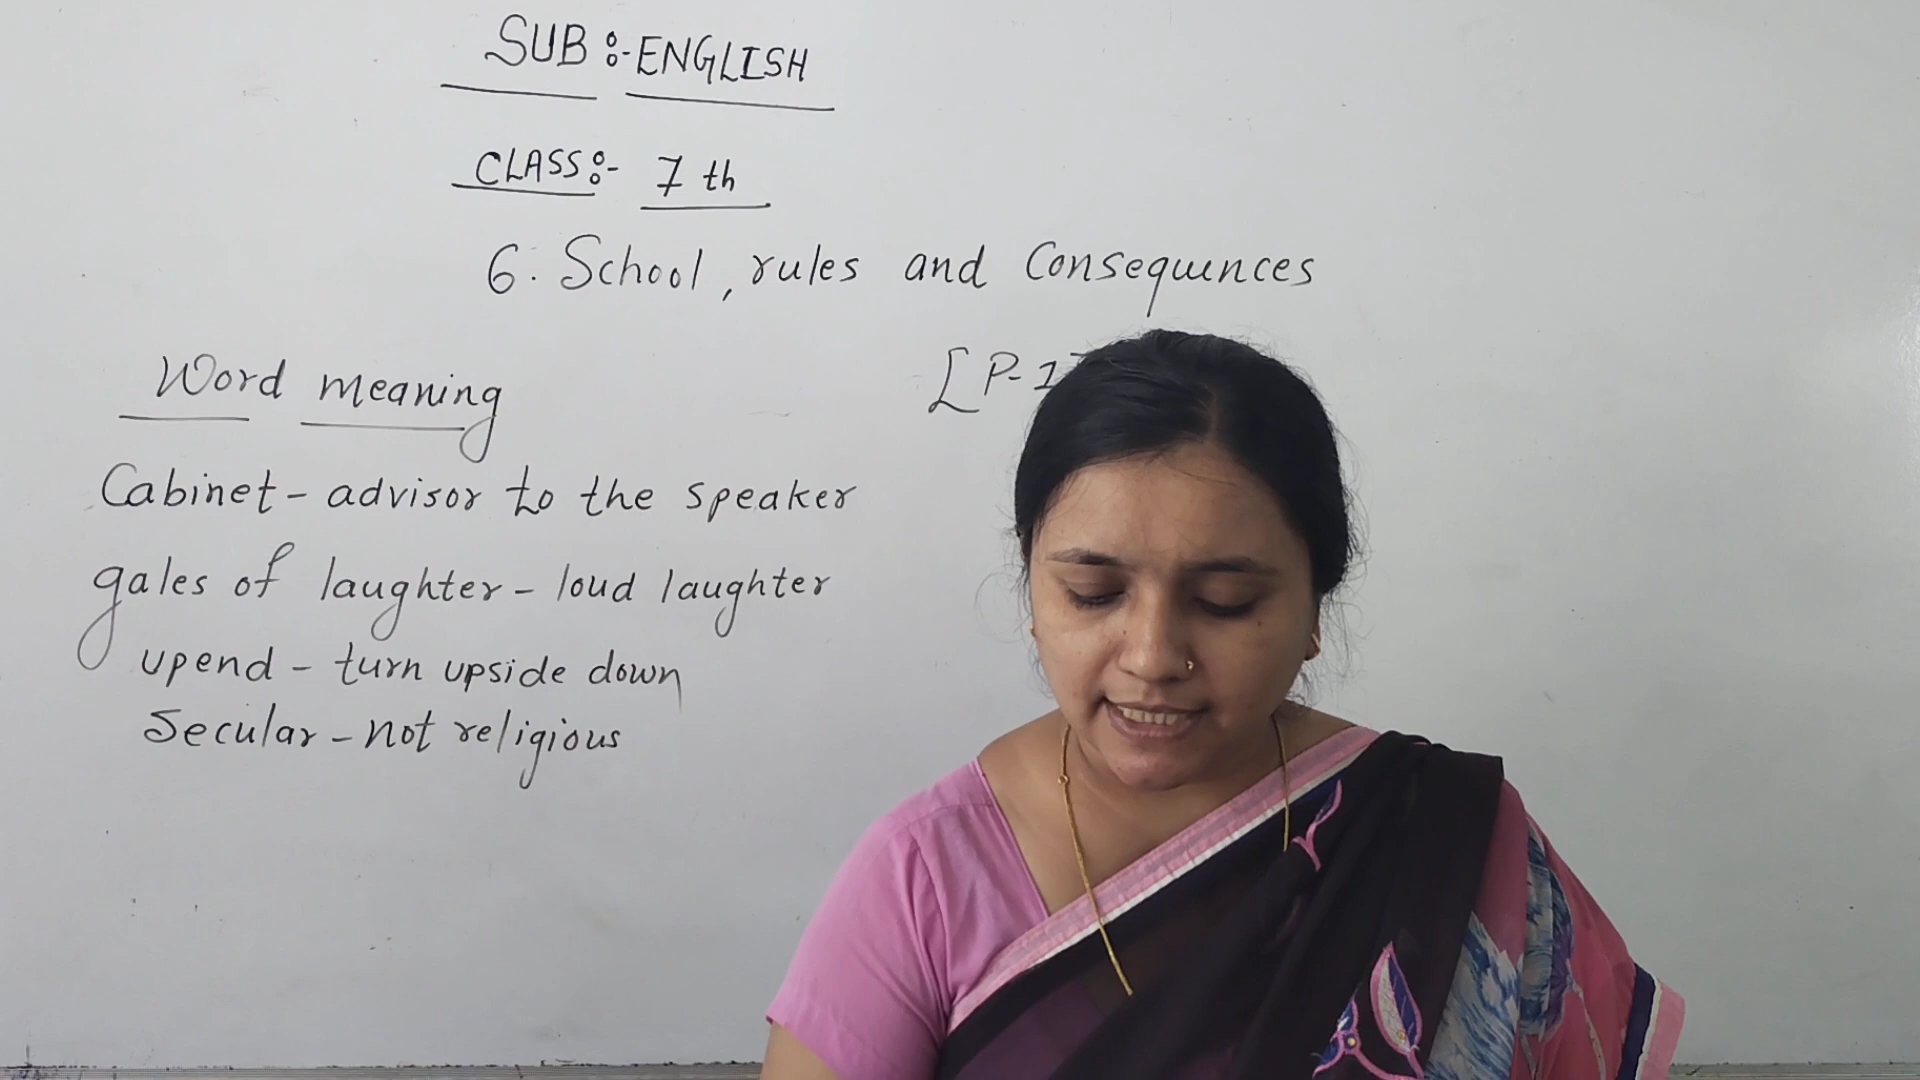 SUB :- ENGLISH
CLASS :- 7 th
6. School, rules and Consequnces
Word meaning
[P-1
Cabinet - advisor to the speaker
gales of laughter - loud laughter
upend - turn upside down
Secular - not religious